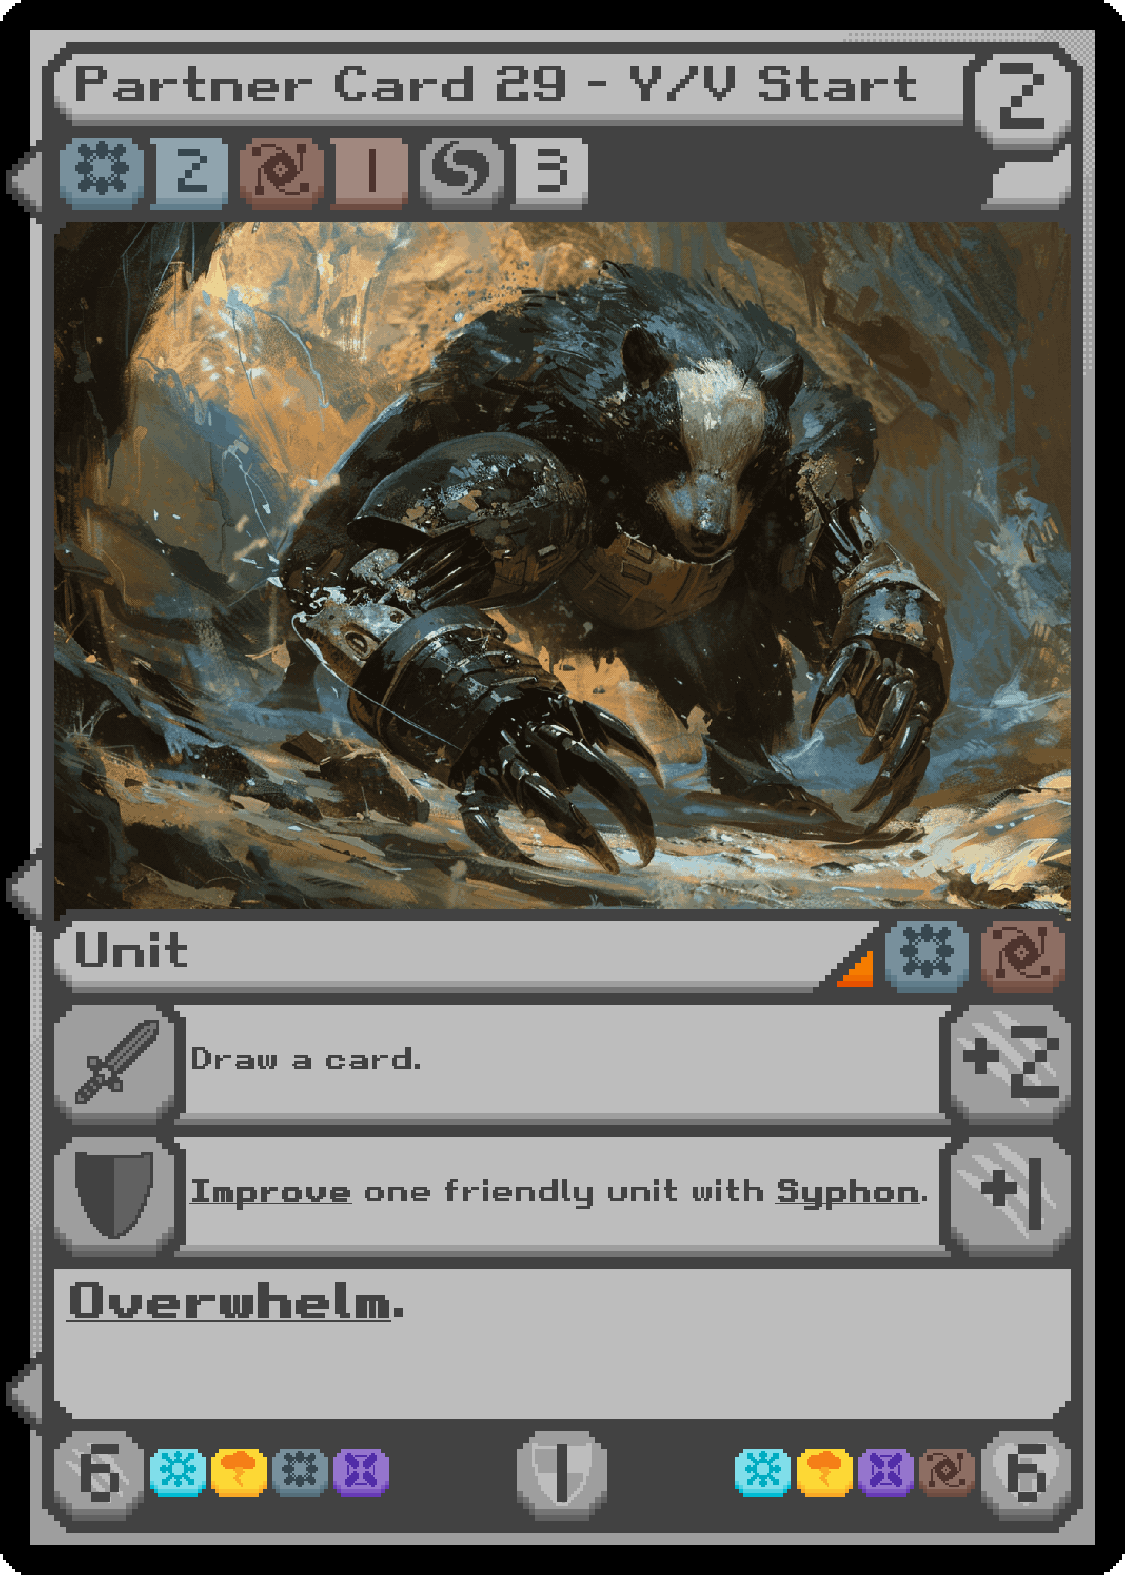 Partner Card 29 - Y/V Start 2
2 1 3
Unit
Draw a card. +2
Improve one friendly unit with Syphon. +1
Overwhelm.
6 1 6